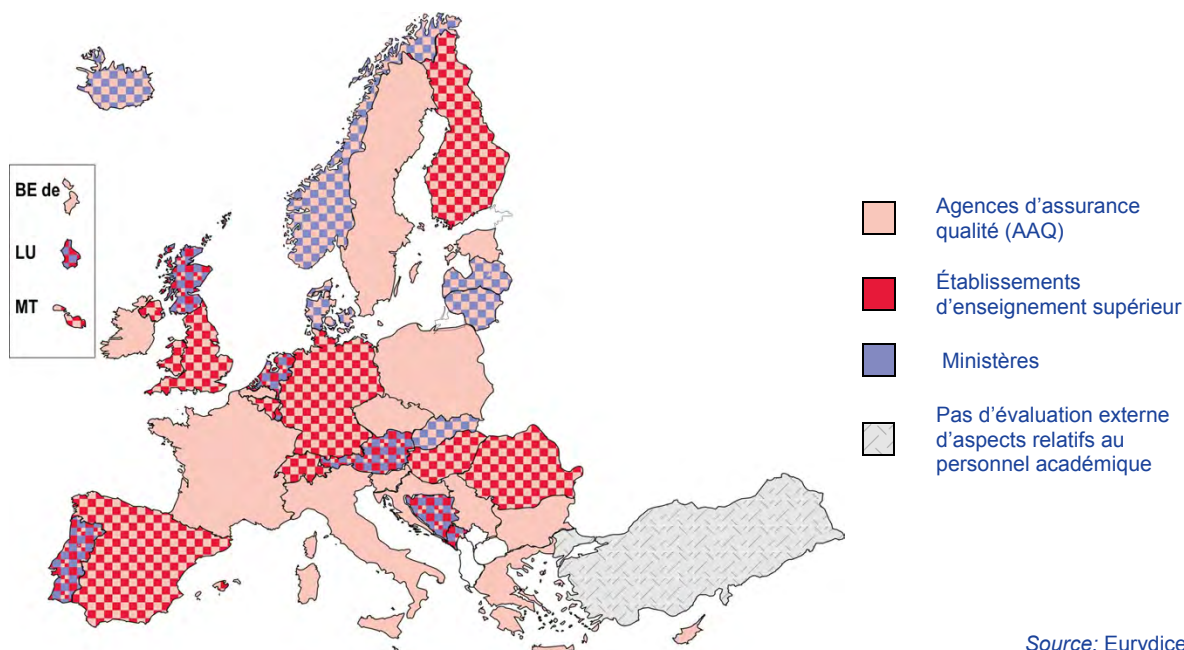 BE de
LU
MT
Agences d’assurance
qualité (AAQ)
Établissements
d’enseignement supérieur
Ministères
Pas d’évaluation externe
d’aspects relatifs au
personnel académique
Source: Eurydice